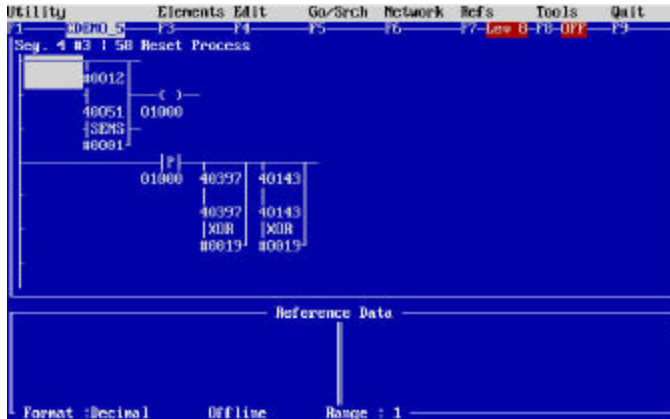 Utility Elements Edit Go/Srch Network Refs Tools Quit
F1 XDEMO_5 F3 F4 F5 F6 F7-Lev 8-F8-OFF F9
Seg. 4 #3 : 58 Reset Process
#0012
( )
40051 01000
SENS
#0001
P
01000 40397 40143
40397 40143
XOR XOR
#0019 #0019
Reference Data
Format :Decimal Offline Range : 1